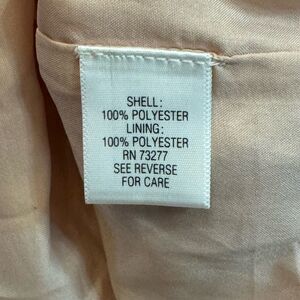 SHELL:
100% POLYESTER
LINING:
100% POLYESTER
RN 73277
SEE REVERSE
FOR CARE